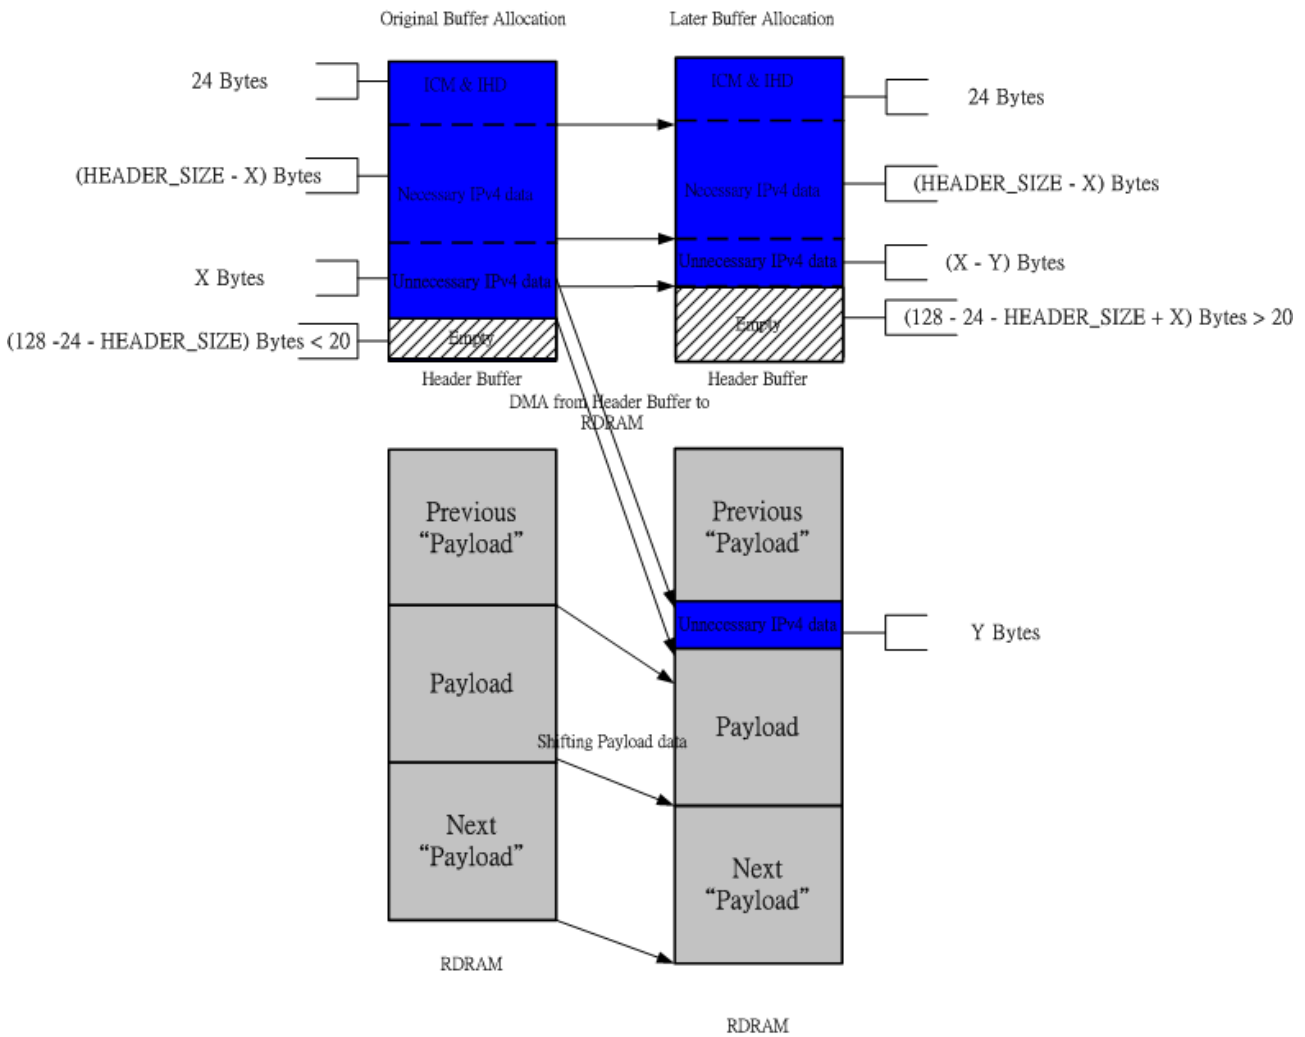 Original Buffer Allocation
Later Buffer Allocation
24 Bytes
ICM & IHD
ICM & IHD
24 Bytes
(HEADER_SIZE - X) Bytes
Necessary IPv4 data
Necessary IPv4 data
(HEADER_SIZE - X) Bytes
X Bytes
Unnecessary IPv4 data
Unnecessary IPv4 data
(X - Y) Bytes
(128 -24 - HEADER_SIZE) Bytes < 20
Empty
Empty
(128 - 24 - HEADER_SIZE + X) Bytes > 20
Header Buffer
Header Buffer
DMA from Header Buffer to
RDRAM
Previous
“Payload”
Previous
“Payload”
Unnecessary IPv4 data
Y Bytes
Payload
Payload
Shifting Payload data
Next
“Payload”
Next
“Payload”
RDRAM
RDRAM